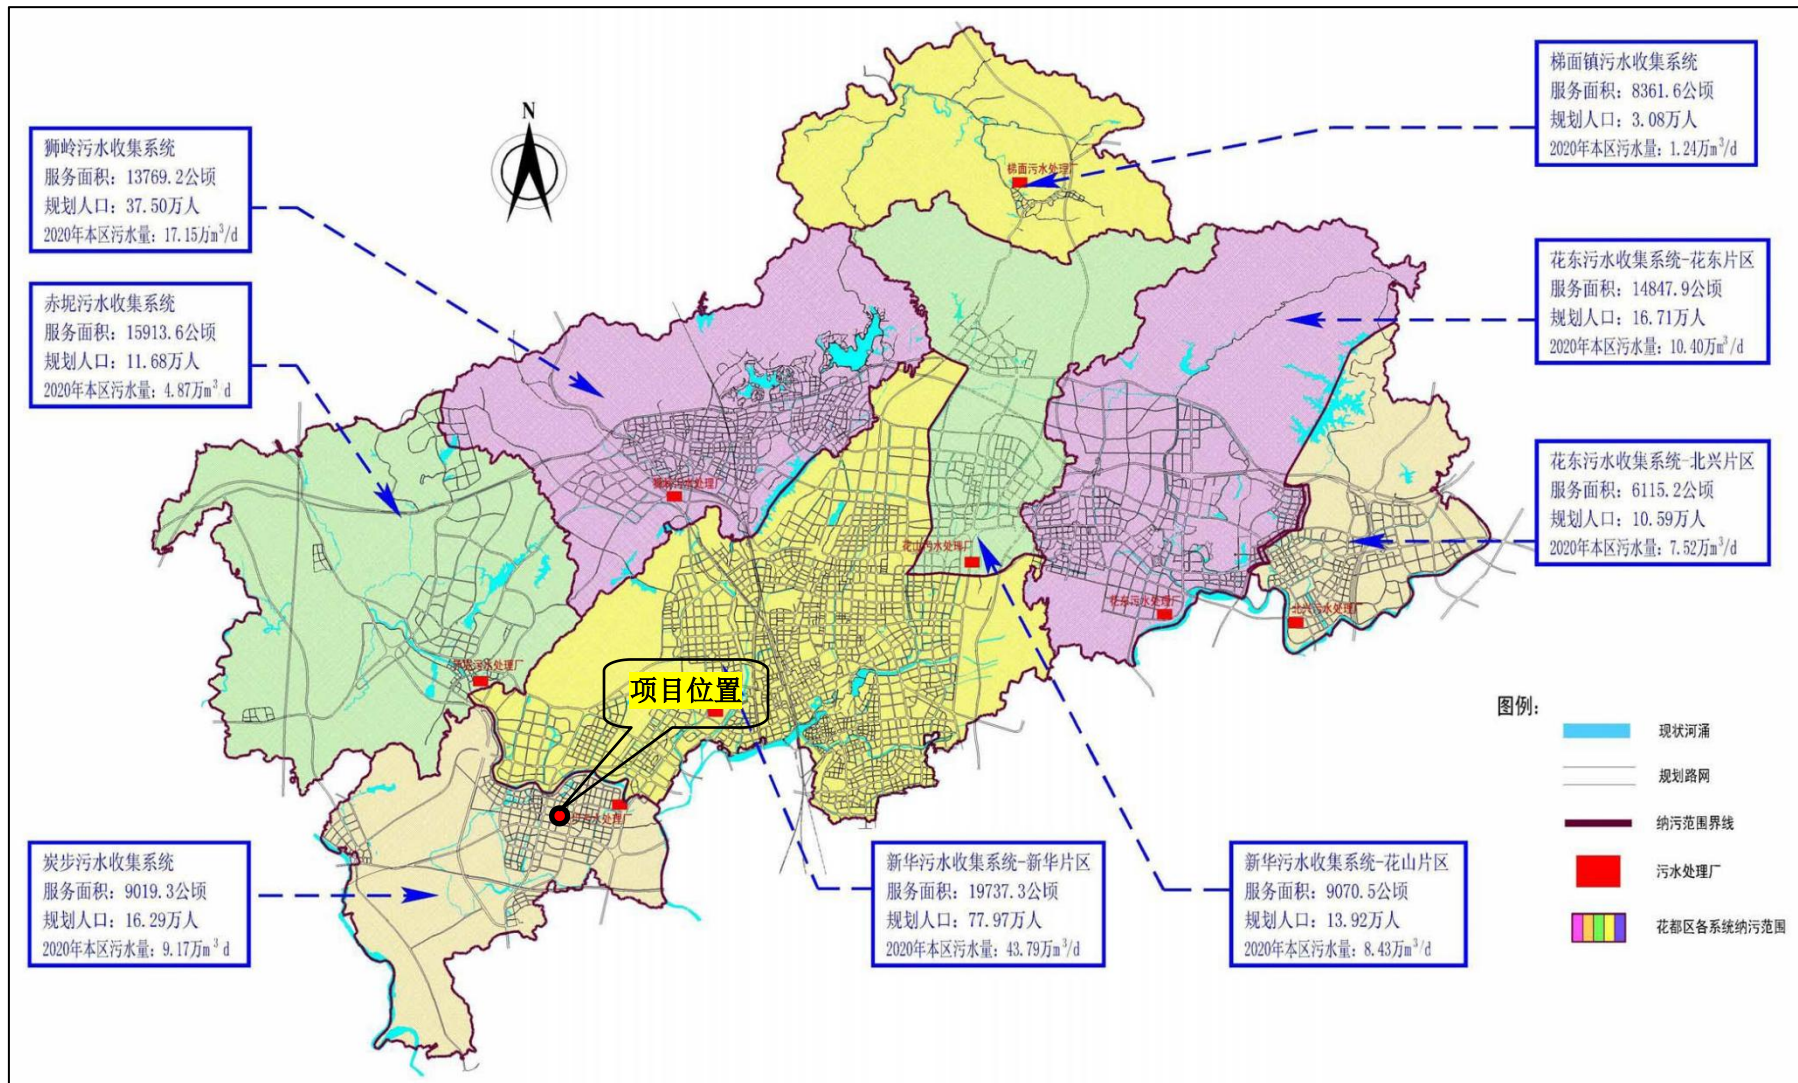 N
梯面镇污水收集系统
服务面积：8361.6公顷
规划人口：3.08万人
2020年本区污水量：1.24万m³/d
狮岭污水收集系统
服务面积：13769.2公顷
规划人口：37.50万人
2020年本区污水量：17.15万m³/d
赤坭污水收集系统
服务面积：15913.6公顷
规划人口：11.68万人
2020年本区污水量：4.87万m³/d
花东污水收集系统-花东片区
服务面积：14847.9公顷
规划人口：16.71万人
2020年本区污水量：10.40万m³/d
花东污水收集系统-北兴片区
服务面积：6115.2公顷
规划人口：10.59万人
2020年本区污水量：7.52万m³/d
梯面污水处理厂
狮岭污水处理厂
花山污水处理厂
花东污水处理厂
北兴污水处理厂
赤坭污水处理厂
项目位置
污水处理厂
炭步污水收集系统
服务面积：9019.3公顷
规划人口：16.29万人
2020年本区污水量：9.17万m³ d
新华污水收集系统-新华片区
服务面积：19737.3公顷
规划人口：77.97万人
2020年本区污水量：43.79万m³/d
新华污水收集系统-花山片区
服务面积：9070.5公顷
规划人口：13.92万人
2020年本区污水量：8.43万m³/d
图例：
现状河涌
规划路网
纳污范围界线
污水处理厂
花都区各系统纳污范围